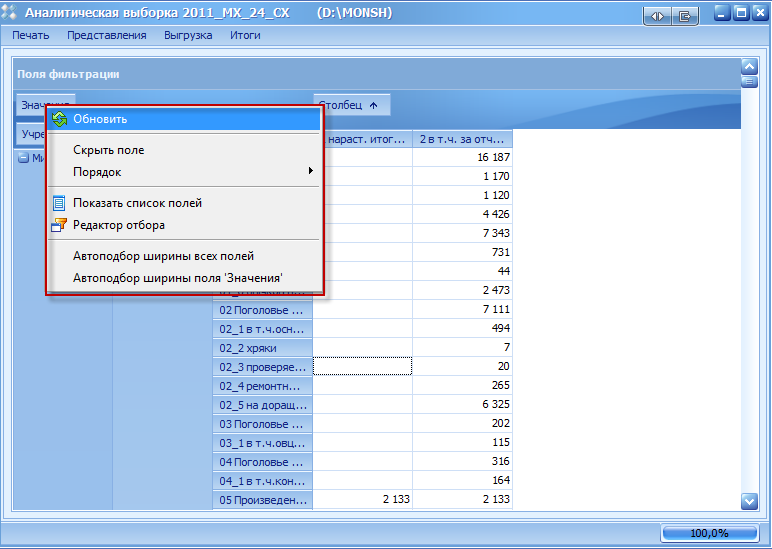 Аналитическая выборка 2011_МХ_24_СХ (D:\MONSH)
Печать Представления Выгрузка Итоги
Поля фильтрации
Столбец
Обновить
Скрыть поле
Порядок
Показать список полей
Редактор отбора
Автоподбор ширины всех полей
Автоподбор ширины поля 'Значения'
нараст. итог... 2 в т.ч. за отч...
16 187
1 170
1 120
4 426
7 343
731
44
2 473
02 Поголовье ... 7 111
02_1 в т.ч.осн... 494
02_2 хряки 7
02_3 проверяе... 20
02_4 ремонтн... 265
02_5 на доращ... 6 325
03 Поголовье ... 202
03_1 в т.ч.овц... 115
04 Поголовье ... 316
04_1 в т.ч.кон... 164
05 Произведен... 2 133 2 133
100,0%